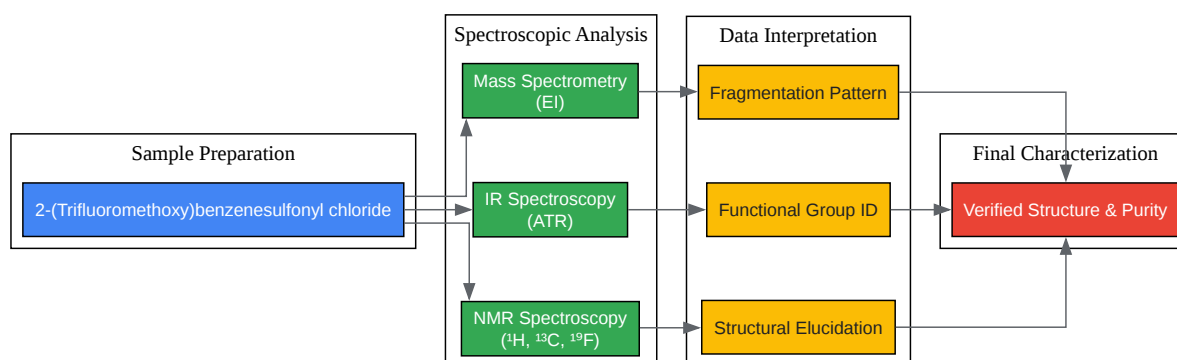 Sample Preparation
2-(Trifluoromethoxy)benzenesulfonyl chloride
Spectroscopic Analysis
Mass Spectrometry
(EI)
IR Spectroscopy
(ATR)
NMR Spectroscopy
(¹H, ¹³C, ¹⁹F)
Data Interpretation
Fragmentation Pattern
Functional Group ID
Structural Elucidation
Final Characterization
Verified Structure & Purity